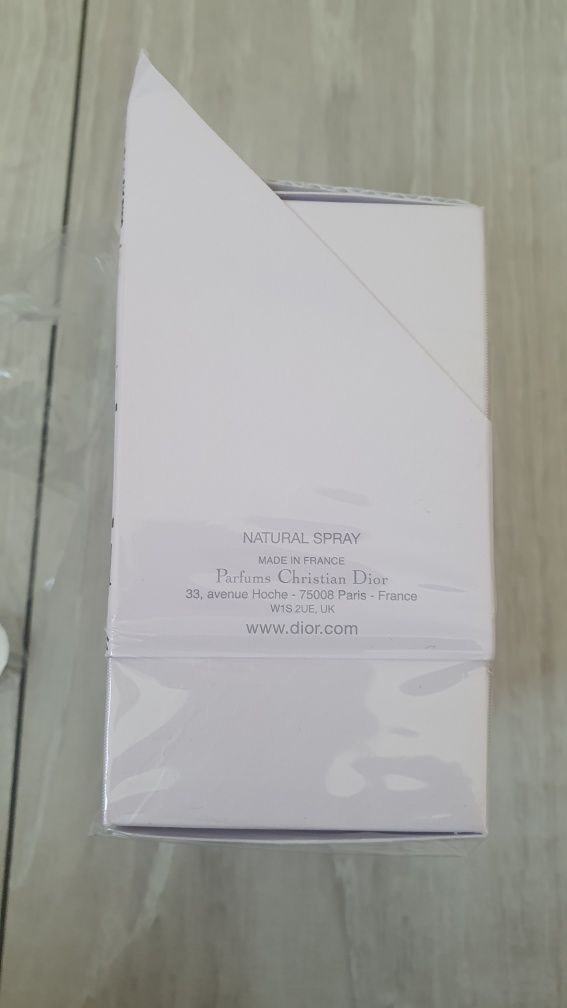 NATURAL SPRAY
MADE IN FRANCE
Parfums Christian Dior
33, avenue Hoche - 75008 Paris - France
W1S 2UE, UK
www.dior.com